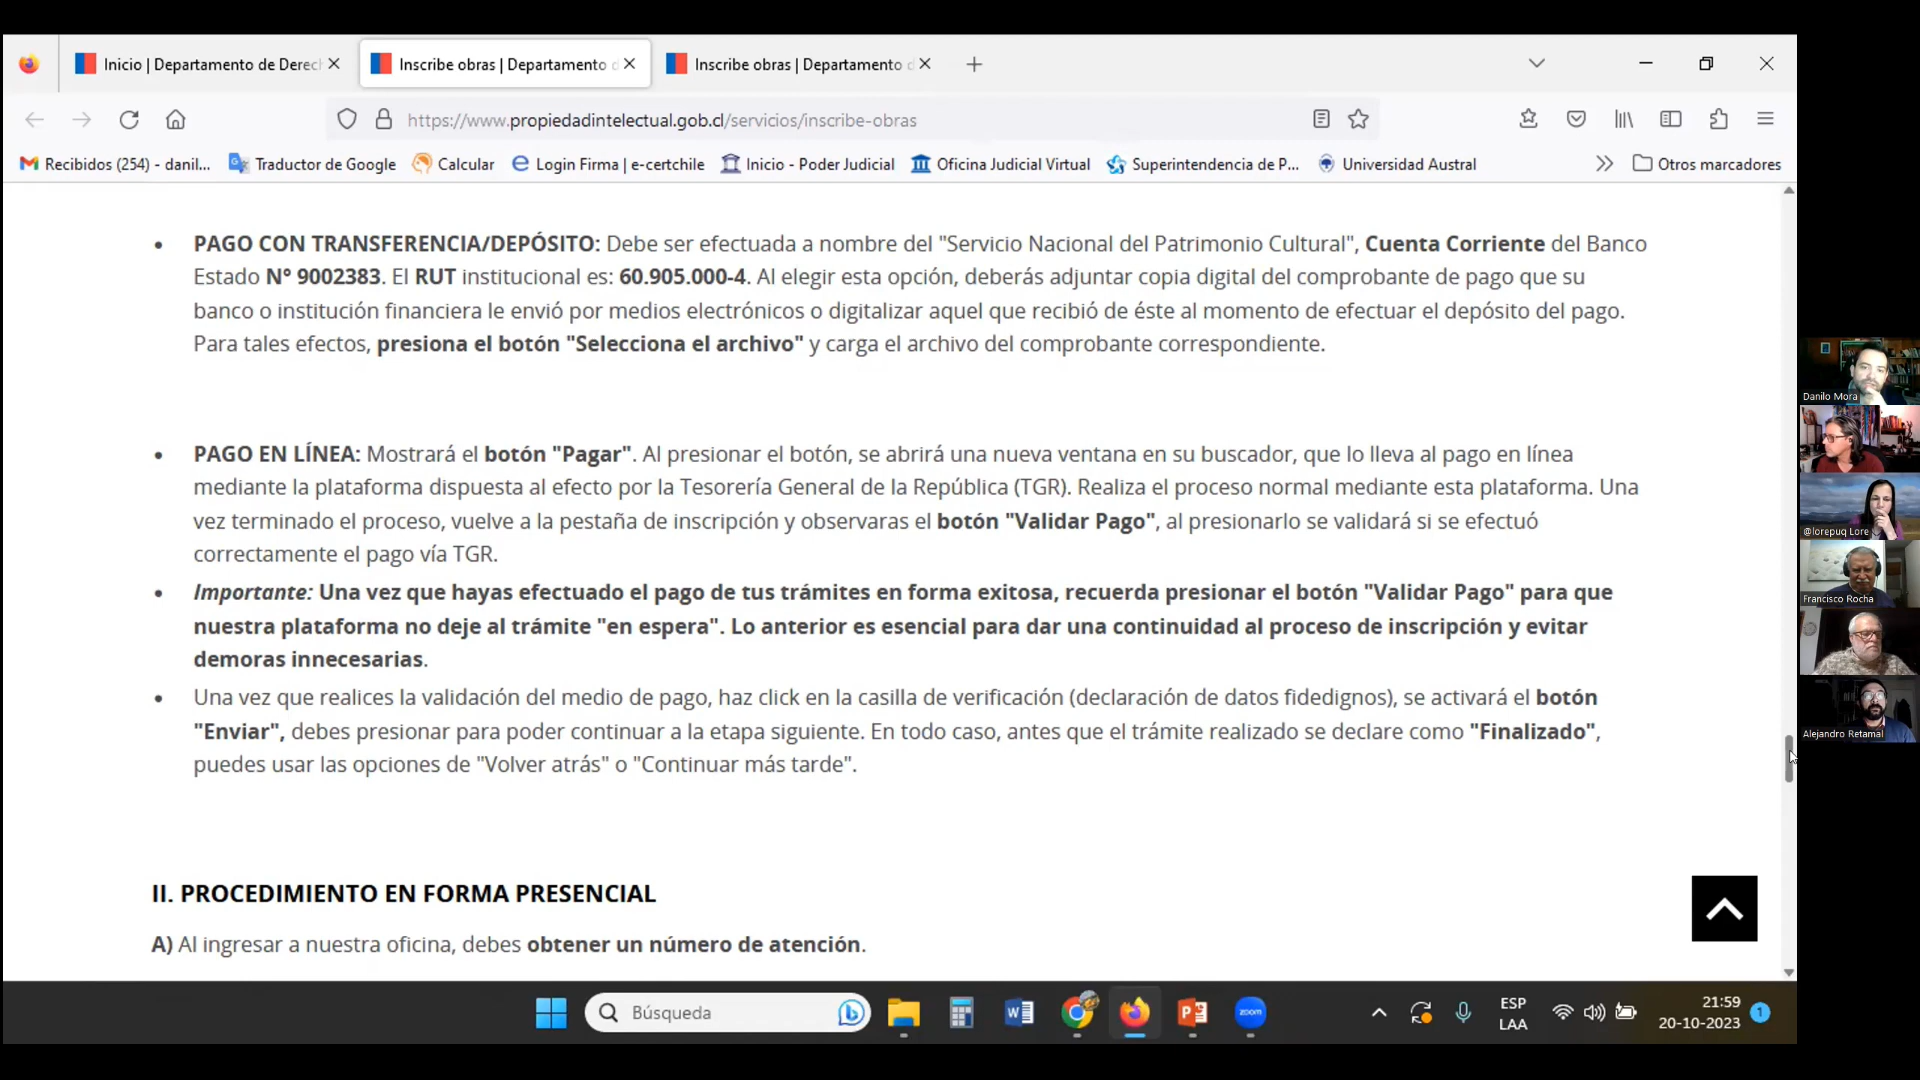 Inicio | Departamento de Derec
Inscribe obras | Departamento d
Inscribe obras | Departamento d
https://www.propiedadintelectual.gob.cl/servicios/inscribe-obras
Recibidos (254) - danil...
Traductor de Google
Calcular
Login Firma | e-certchile
Inicio - Poder Judicial
Oficina Judicial Virtual
Superintendencia de P...
Universidad Austral
Otros marcadores
• PAGO CON TRANSFERENCIA/DEPÓSITO: Debe ser efectuada a nombre del "Servicio Nacional del Patrimonio Cultural", Cuenta Corriente del Banco
Estado N° 9002383. El RUT institucional es: 60.905.000-4. Al elegir esta opción, deberás adjuntar copia digital del comprobante de pago que su
banco o institución financiera le envió por medios electrónicos o digitalizar aquel que recibió de éste al momento de efectuar el depósito del pago.
Para tales efectos, presiona el botón "Selecciona el archivo" y carga el archivo del comprobante correspondiente.
• PAGO EN LÍNEA: Mostrará el botón "Pagar". Al presionar el botón, se abrirá una nueva ventana en su buscador, que lo lleva al pago en línea
mediante la plataforma dispuesta al efecto por la Tesorería General de la República (TGR). Realiza el proceso normal mediante esta plataforma. Una
vez terminado el proceso, vuelve a la pestaña de inscripción y observaras el botón "Validar Pago", al presionarlo se validará si se efectuó
correctamente el pago vía TGR.
• Importante: Una vez que hayas efectuado el pago de tus trámites en forma exitosa, recuerda presionar el botón "Validar Pago" para que
nuestra plataforma no deje al trámite "en espera". Lo anterior es esencial para dar una continuidad al proceso de inscripción y evitar
demoras innecesarias.
• Una vez que realices la validación del medio de pago, haz click en la casilla de verificación (declaración de datos fidedignos), se activará el botón
"Enviar", debes presionar para poder continuar a la etapa siguiente. En todo caso, antes que el trámite realizado se declare como "Finalizado",
puedes usar las opciones de "Volver atrás" o "Continuar más tarde".
II. PROCEDIMIENTO EN FORMA PRESENCIAL
A) Al ingresar a nuestra oficina, debes obtener un número de atención.
Danilo Mora
@lorepuq Lore
Francisco Rocha
Alejandro Retamal
Búsqueda
zoom
ESP
LAA
21:59
20-10-2023
1